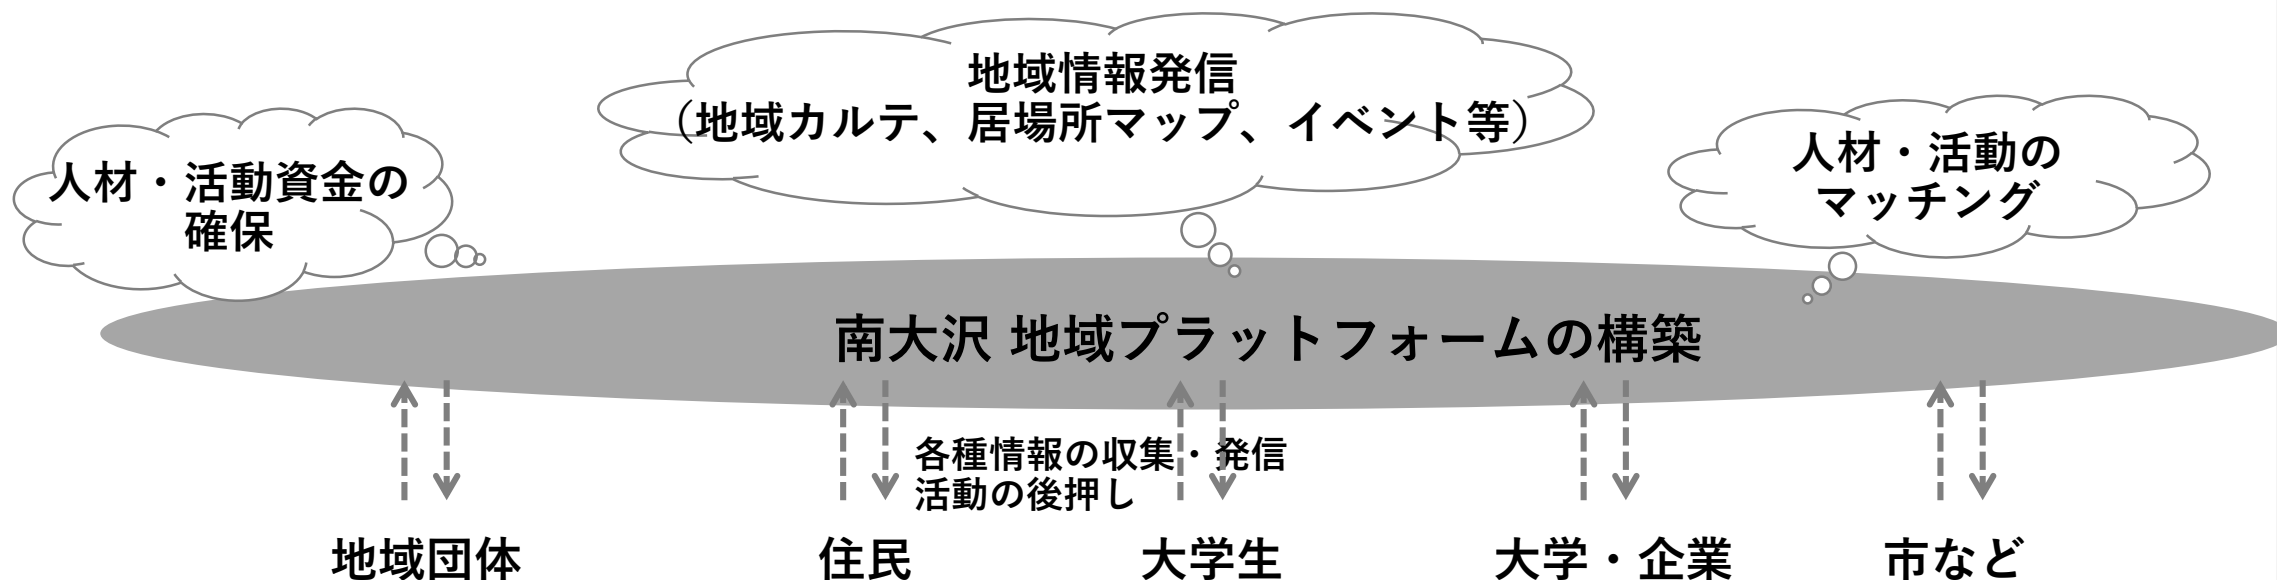 地域情報発信
（地域カルテ、居場所マップ、イベント等）
人材・活動資金の
確保
人材・活動の
マッチング
南大沢 地域プラットフォームの構築
各種情報の収集・発信
活動の後押し
地域団体
住民
大学生
大学・企業
市など